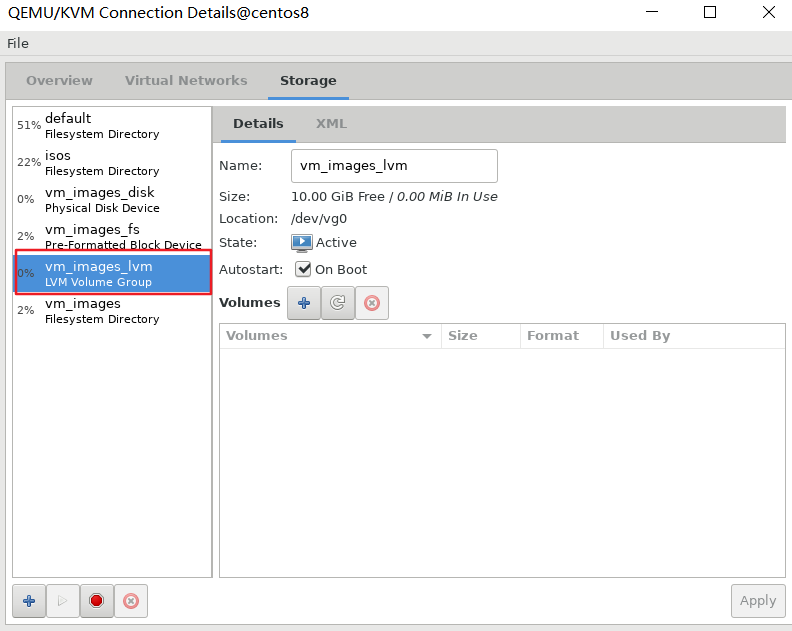 QEMU/KVM Connection Details@centos8
File
Overview Virtual Networks Storage
51% default
Filesystem Directory
22% isos
Filesystem Directory
0% vm_images_disk
Physical Disk Device
2% vm_images_fs
Pre-Formatted Block Device
0% vm_images_lvm
LVM Volume Group
2% vm_images
Filesystem Directory
Details XML
Name: vm_images_lvm
Size: 10.00 GiB Free / 0.00 MiB In Use
Location: /dev/vg0
State: Active
Autostart: On Boot
Volumes
Volumes Size Format Used By
Apply